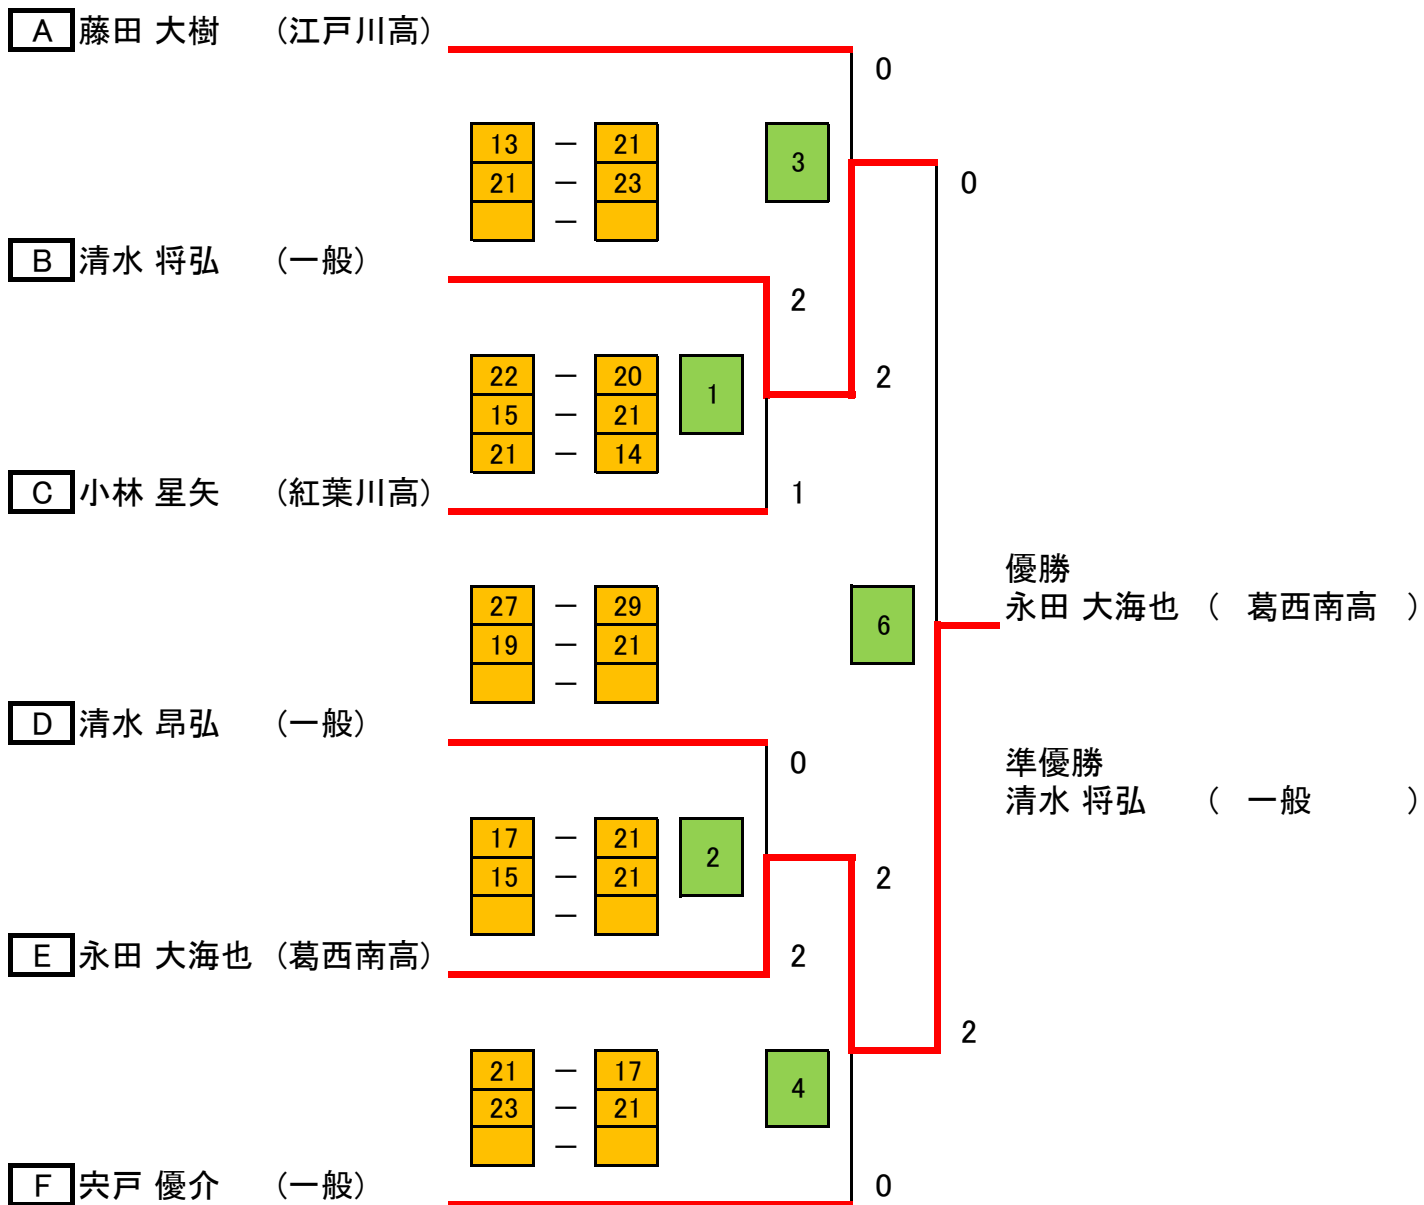 A 藤田 大樹 （江戸川高）
0
13 － 21
3
21 － 23
0
－
B 清水 将弘 （一般）
2
22 － 20
1
2
15 － 21
21 － 14
C 小林 星矢 （紅葉川高）
1
優勝
27 － 29
永田 大海也 （ 葛西南高 ）
6
19 － 21
－
D 清水 昂弘 （一般）
0
準優勝
清水 将弘 （ 一般 ）
17 － 21
2
15 － 21
2
－
E 永田 大海也 （葛西南高）
2
2
21 － 17
4
23 － 21
－
F 宍戸 優介 （一般）
0